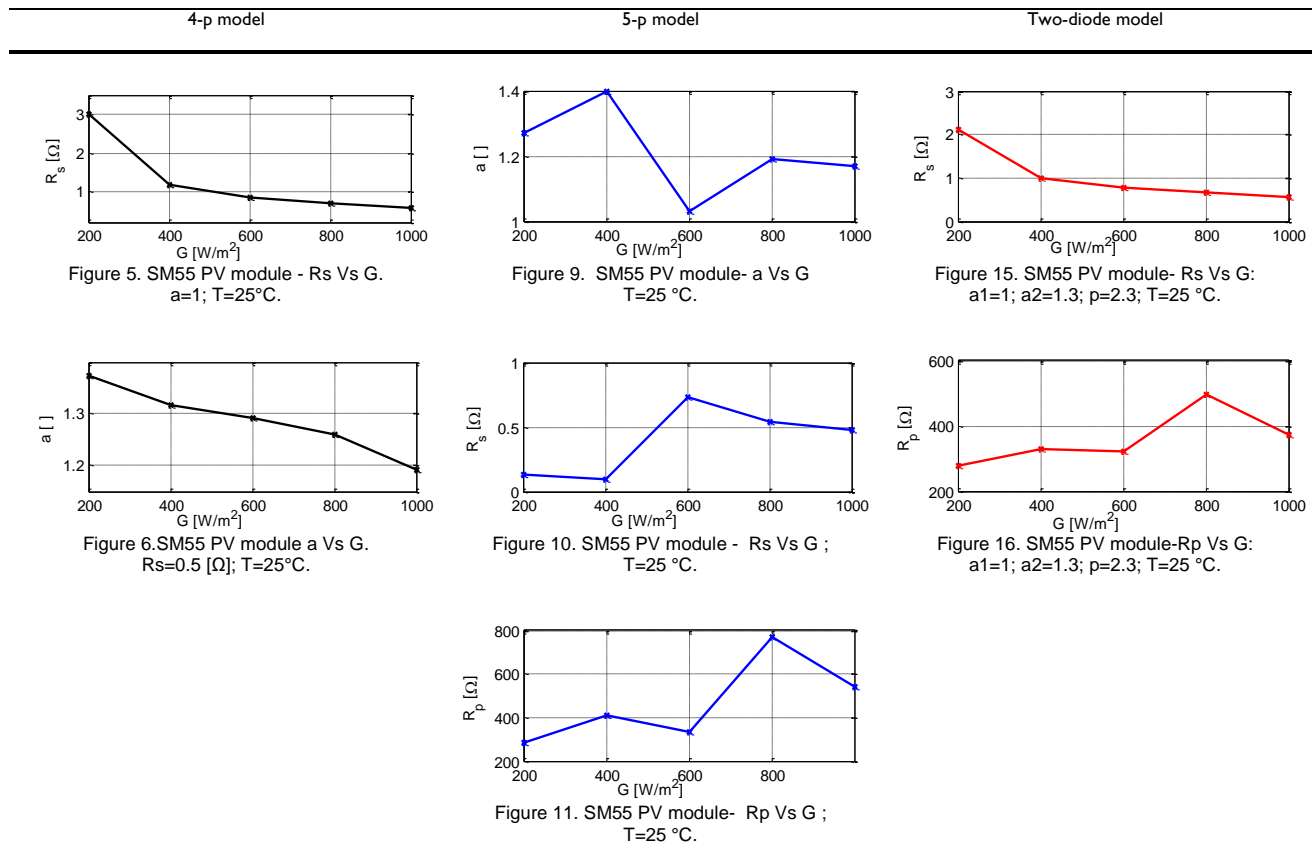 4-p model
5-p model
Two-diode model
3
2
1
R_s [Ω]
200 400 600 800 1000
G [W/m²]
Figure 5. SM55 PV module - Rs Vs G.
a=1; T=25°C.
1.4
1.2
1
a [ ]
200 400 600 800 1000
G [W/m²]
Figure 9. SM55 PV module- a Vs G
T=25 °C.
3
2
1
0
R_s [Ω]
200 400 600 800 1000
G [W/m²]
Figure 15. SM55 PV module- Rs Vs G:
a1=1; a2=1.3; p=2.3; T=25 °C.
1.3
1.2
a [ ]
200 400 600 800 1000
G [W/m²]
Figure 6.SM55 PV module a Vs G.
Rs=0.5 [Ω]; T=25°C.
1
0.5
0
R_s [Ω]
200 400 600 800 1000
G [W/m²]
Figure 10. SM55 PV module - Rs Vs G ;
T=25 °C.
600
400
200
R_p [Ω]
200 400 600 800 1000
G [W/m²]
Figure 16. SM55 PV module-Rp Vs G:
a1=1; a2=1.3; p=2.3; T=25 °C.
800
600
400
200
R_p [Ω]
200 400 600 800
G [W/m²]
Figure 11. SM55 PV module- Rp Vs G ;
T=25 °C.